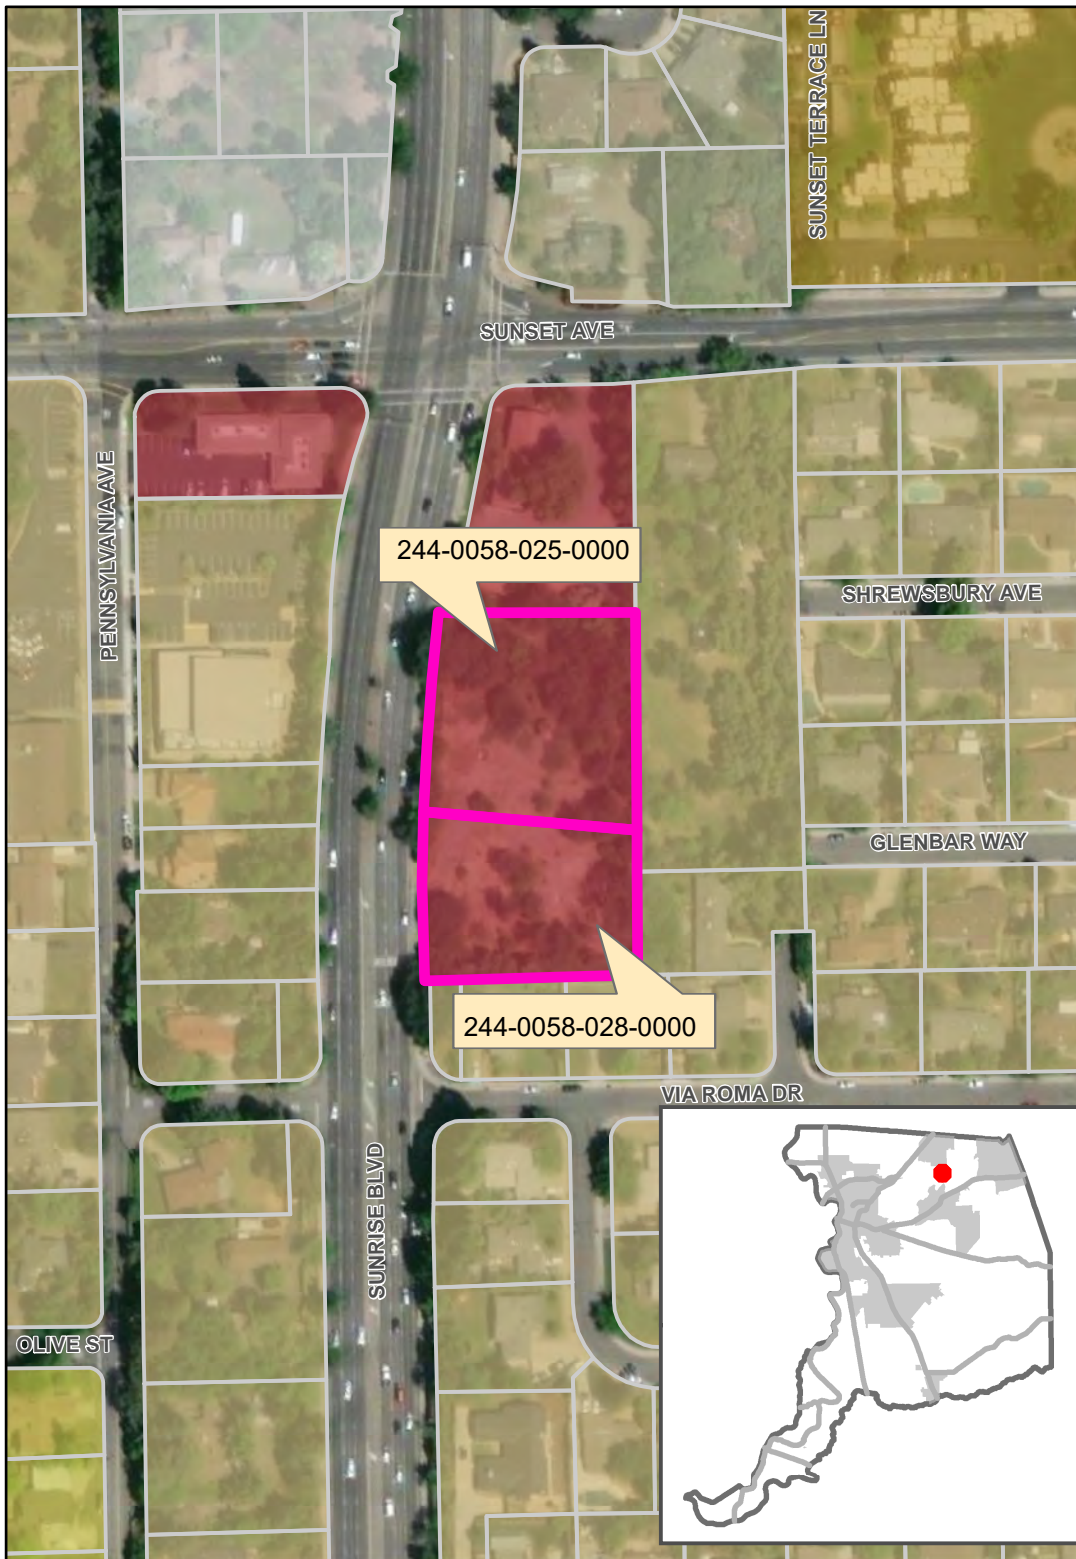 SUNSET TERRACE LN
SUNSET AVE
PENNSYLVANIA AVE
244-0058-025-0000
SHREWSBURY AVE
GLENBAR WAY
244-0058-028-0000
VIA ROMA DR
SUNRISE BLVD
OLIVE ST